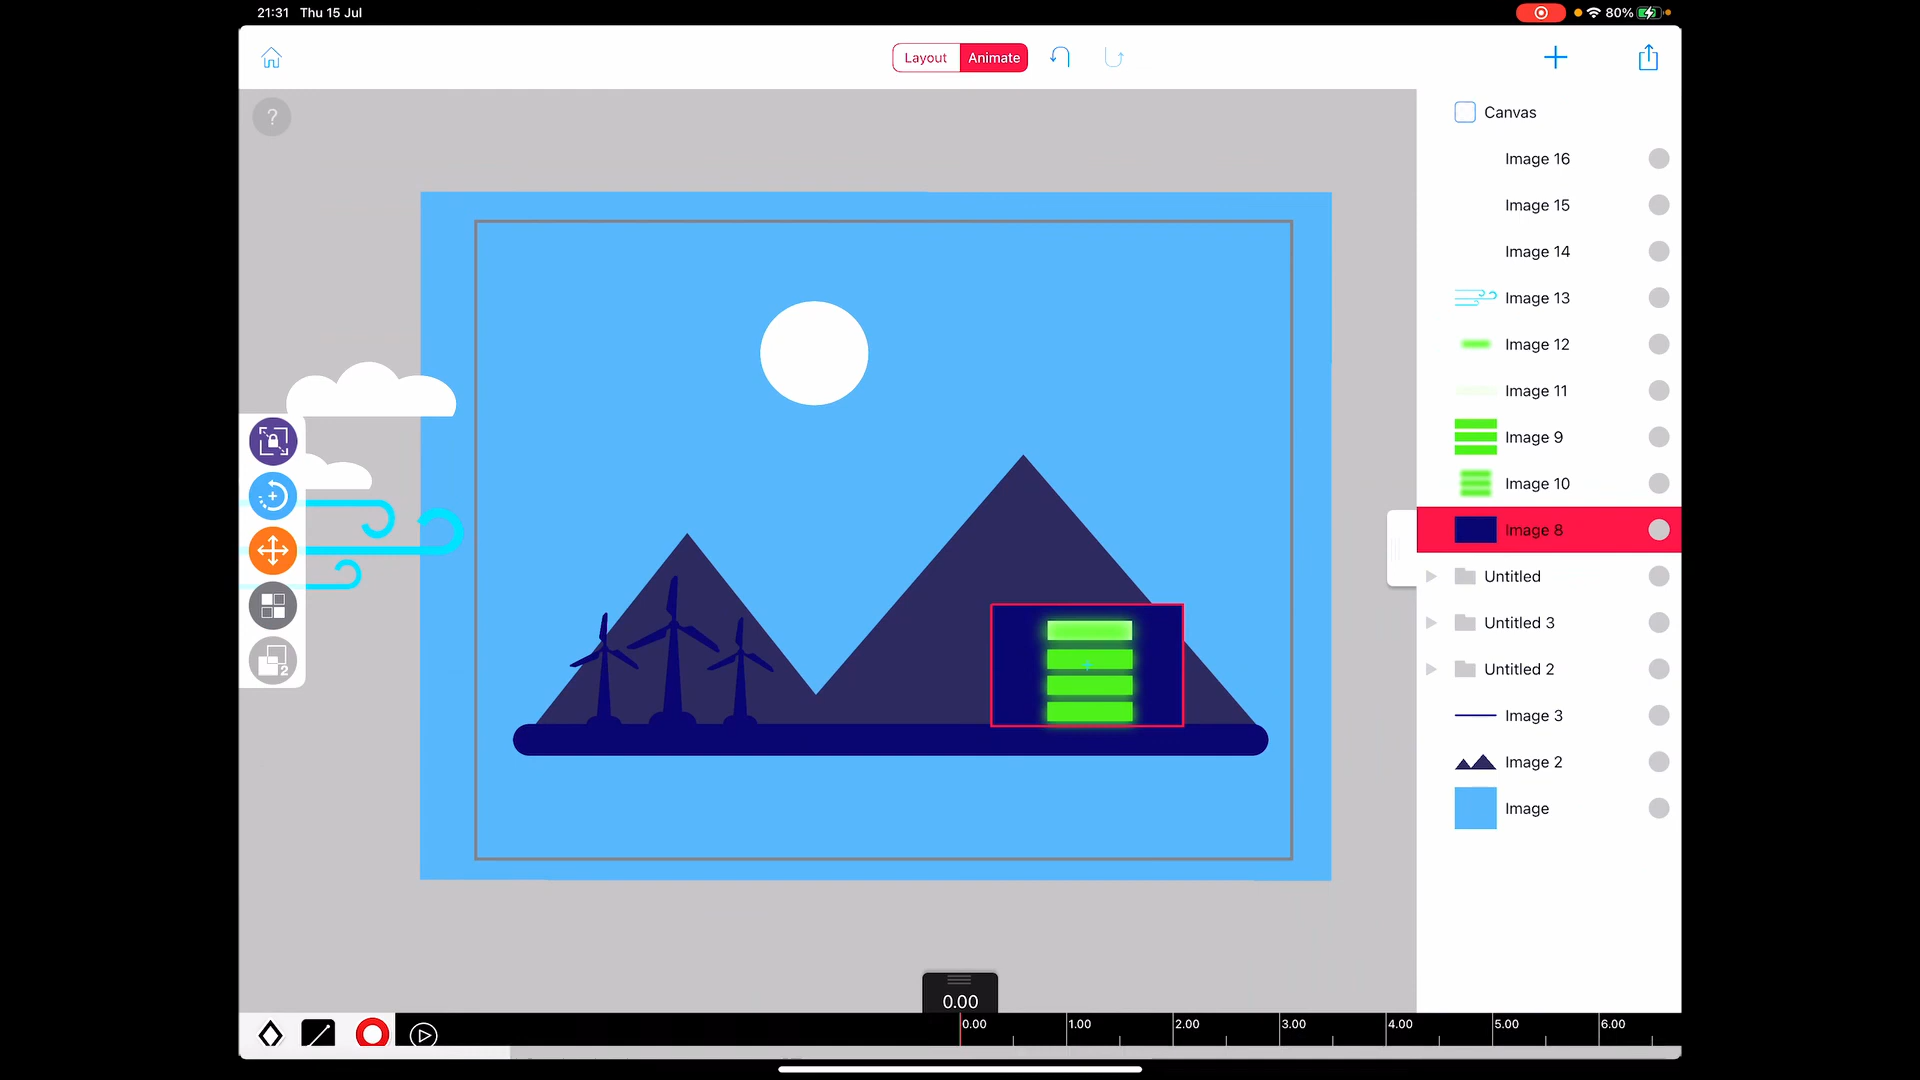 21:31 Thu 15 Jul
80%
Layout Animate
?
Canvas
Image 16
Image 15
Image 14
Image 13
Image 12
Image 11
Image 9
Image 10
Image 8
Untitled
Untitled 3
Untitled 2
Image 3
Image 2
Image
2
0.00
0.00 1.00 2.00 3.00 4.00 5.00 6.00